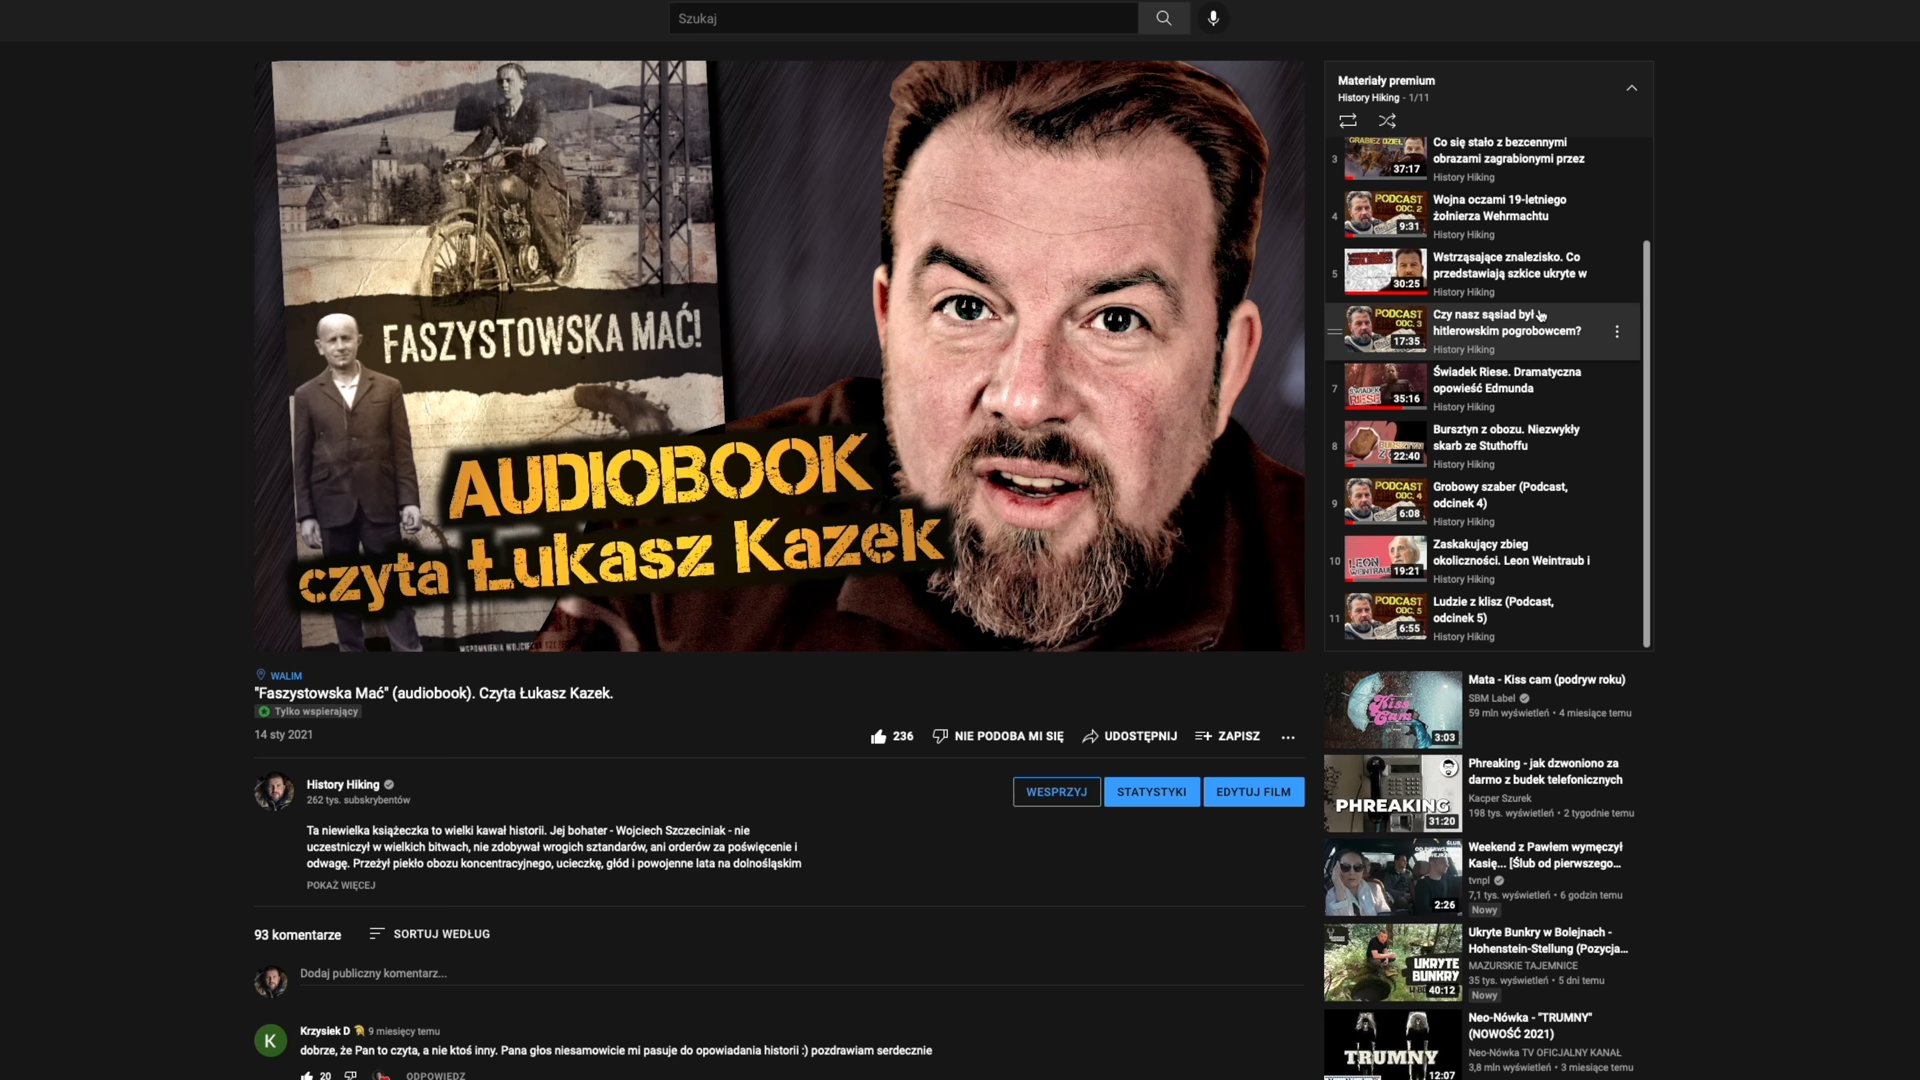 Szukaj
FASZYSTOWSKA MAĆ!
AUDIOBOOK
czyta Łukasz Kazek
WALIM
"Faszystowska Mać" (audiobook). Czyta Łukasz Kazek.
Tylko wspierający
14 sty 2021
236
NIE PODOBA MI SIĘ
UDOSTĘPNIJ
ZAPISZ
History Hiking
262 tys. subskrybentów
WESPRZYJ
STATYSTYKI
EDYTUJ FILM
Ta niewielka książeczka to wielki kawał historii. Jej bohater - Wojciech Szczeciniak - nie
uczestniczył w wielkich bitwach, nie zdobywał wrogich sztandarów, ani orderów za poświęcenie i
odwagę. Przeżył piekło obozu koncentracyjnego, ucieczkę, głód i powojenne lata na dolnośląskim
POKAŻ WIĘCEJ
93 komentarze
SORTUJ WEDŁUG
Dodaj publiczny komentarz...
K
Krzysiek D 9 miesięcy temu
dobrze, że Pan to czyta, a nie ktoś inny. Pana głos niesamowicie mi pasuje do opowiadania historii :) pozdrawiam serdecznie
20
ODPOWIEDZ
Materiały premium
History Hiking - 1/11
3
37:17
Co się stało z bezcennymi
obrazami zagrabionymi przez
History Hiking
4
PODCAST
ODC. 2
9:31
Wojna oczami 19-letniego
żołnierza Wehrmachtu
History Hiking
5
30:25
Wstrząsające znalezisko. Co
przedstawiają szkice ukryte w
History Hiking
PODCAST
ODC. 3
17:35
Czy nasz sąsiad był
hitlerowskim pogrobowcem?
History Hiking
7
ŚWIADEK
RIESE
35:16
Świadek Riese. Dramatyczna
opowieść Edmunda
History Hiking
8
22:40
Bursztyn z obozu. Niezwykły
skarb ze Stutthoffu
History Hiking
9
PODCAST
ODC. 4
6:08
Grobowy szaber (Podcast,
odcinek 4)
History Hiking
10
LEON
19:21
Zaskakujący zbieg
okoliczności. Leon Weintraub i
History Hiking
11
PODCAST
ODC. 5
6:55
Ludzie z klisz (Podcast,
odcinek 5)
History Hiking
Kiss
Cam
3:03
Mata - Kiss cam (podryw roku)
SBM Label
59 mln wyświetleń • 4 miesiące temu
PHREAKING
31:20
Phreaking - jak dzwoniono za
darmo z budek telefonicznych
Kacper Szurek
198 tys. wyświetleń • 2 tygodnie temu
2:26
Weekend z Pawłem wymęczył
Kasię... [Ślub od pierwszego...
tvnpl
7,1 tys. wyświetleń • 6 godzin temu
Nowy
UKRYTE
BUNKRY
40:12
Ukryte Bunkry w Bolejnach -
Hohenstein-Stellung (Pozycja...
MAZURSKIE TAJEMNICE
35 tys. wyświetleń • 5 dni temu
Nowy
TRUMNY
12:07
Neo-Nówka - "TRUMNY"
(NOWOŚĆ 2021)
Neo-Nówka TV OFICJALNY KANAŁ
3,8 mln wyświetleń • 3 miesiące temu